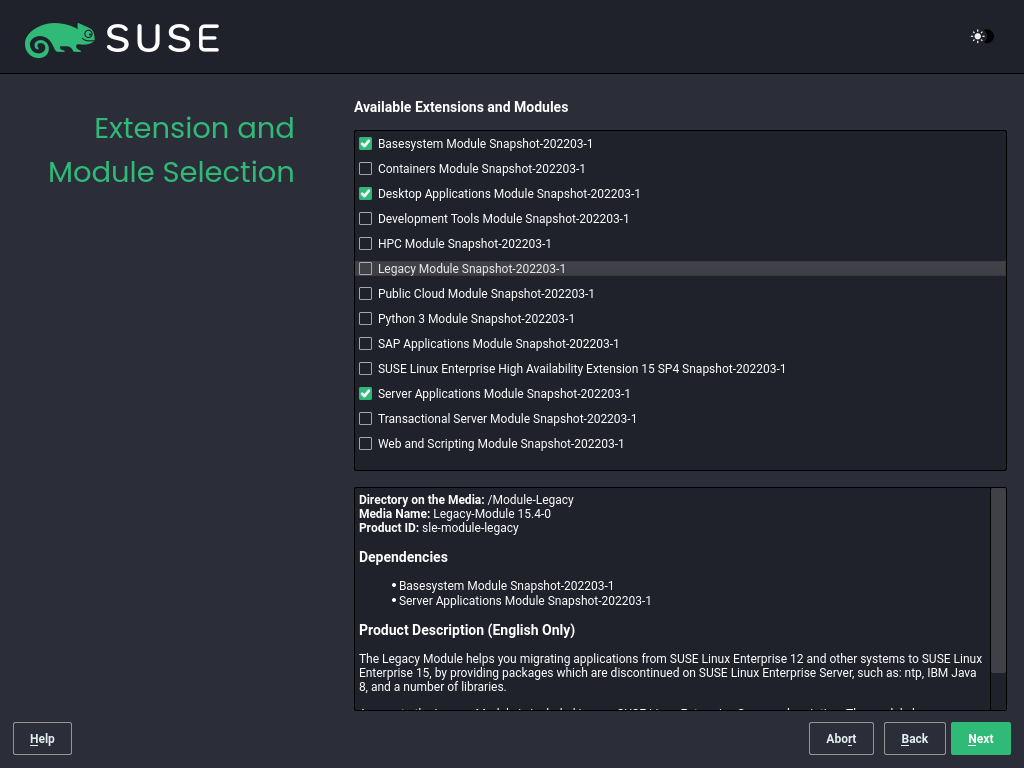 SUSE
Extension and
Module Selection
Available Extensions and Modules
Basesystem Module Snapshot-202203-1
Containers Module Snapshot-202203-1
Desktop Applications Module Snapshot-202203-1
Development Tools Module Snapshot-202203-1
HPC Module Snapshot-202203-1
Legacy Module Snapshot-202203-1
Public Cloud Module Snapshot-202203-1
Python 3 Module Snapshot-202203-1
SAP Applications Module Snapshot-202203-1
SUSE Linux Enterprise High Availability Extension 15 SP4 Snapshot-202203-1
Server Applications Module Snapshot-202203-1
Transactional Server Module Snapshot-202203-1
Web and Scripting Module Snapshot-202203-1
Directory on the Media: /Module-Legacy
Media Name: Legacy-Module 15.4-0
Product ID: sle-module-legacy
Dependencies
• Basesystem Module Snapshot-202203-1
• Server Applications Module Snapshot-202203-1
Product Description (English Only)
The Legacy Module helps you migrating applications from SUSE Linux Enterprise 12 and other systems to SUSE Linux
Enterprise 15, by providing packages which are discontinued on SUSE Linux Enterprise Server, such as: ntp, IBM Java
8, and a number of libraries.
Help
Abort
Back
Next